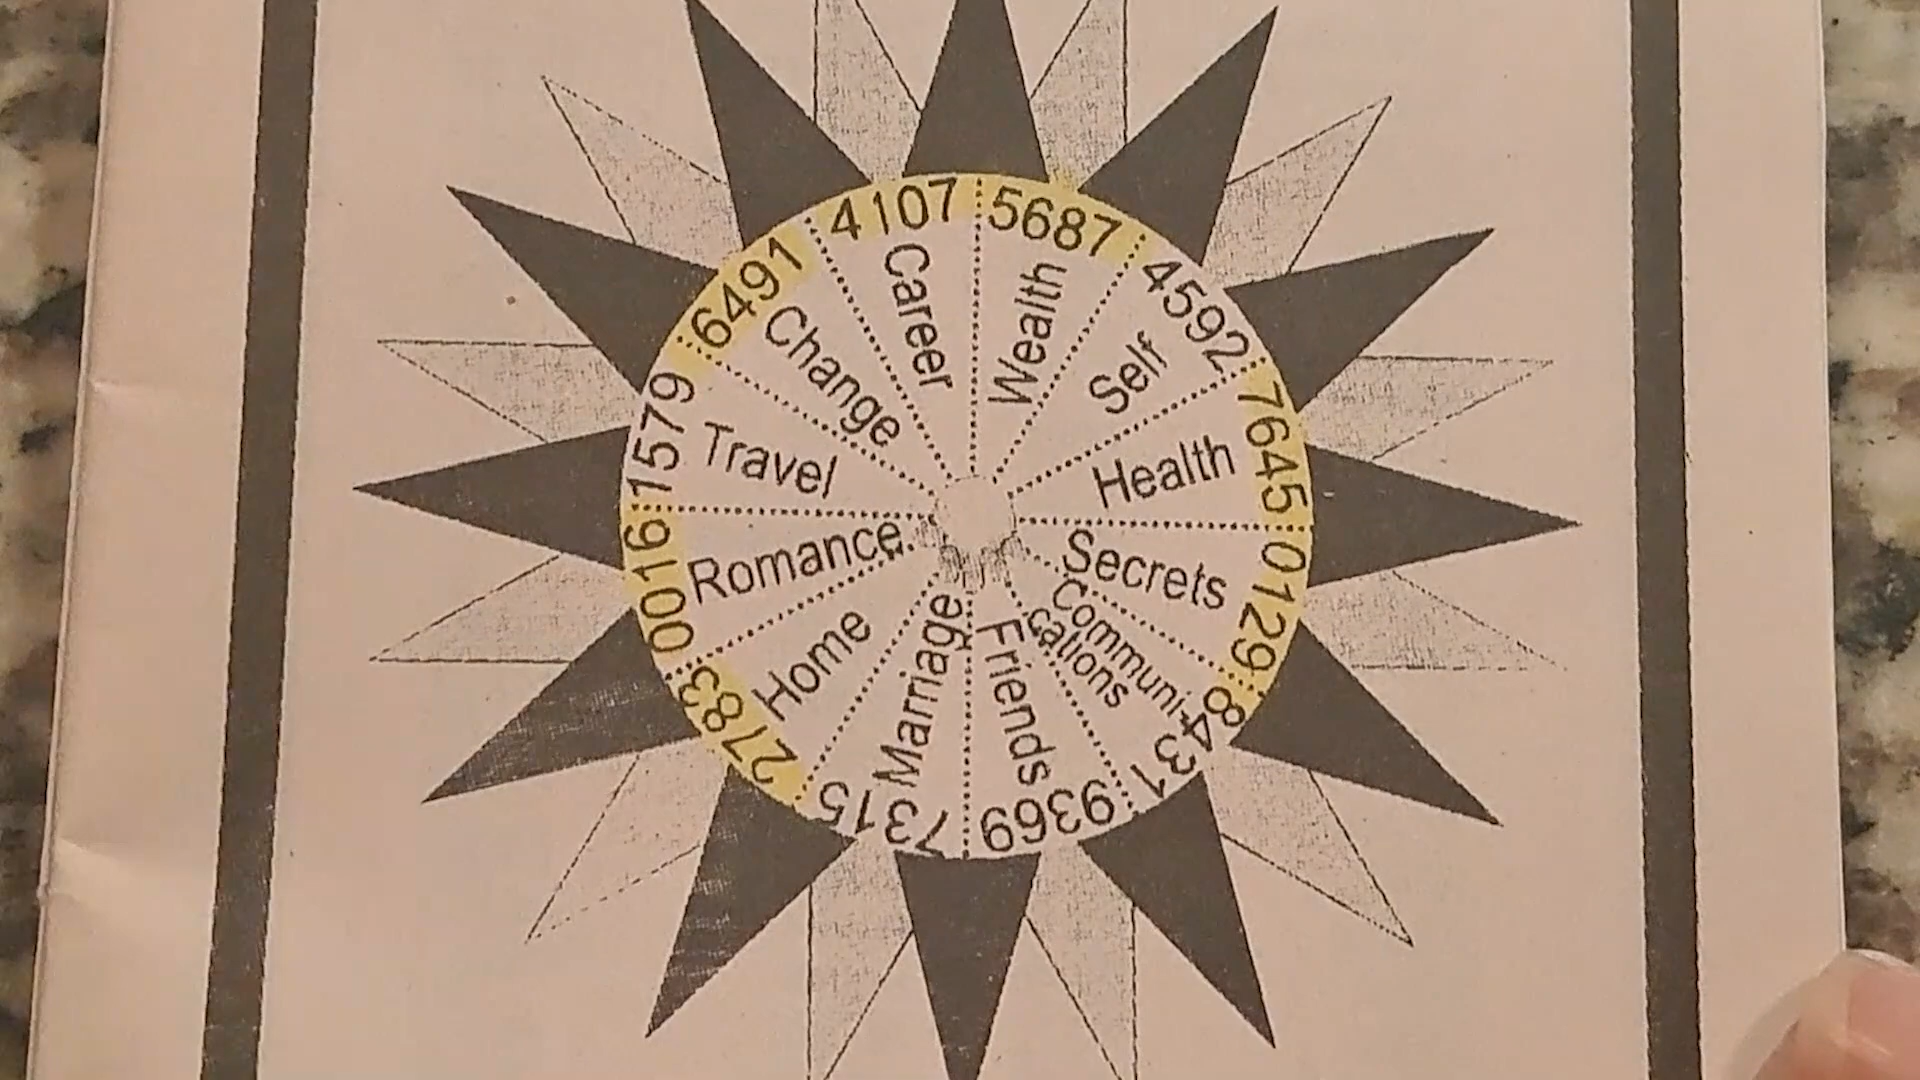 5687
Wealth
4592
Self
7645
Health
0129
Secrets
8431
Communi-
cations
9369
Friends
7315
Marriage
2783
Home
0016
Romance
1579
Travel
6491
Change
4107
Career